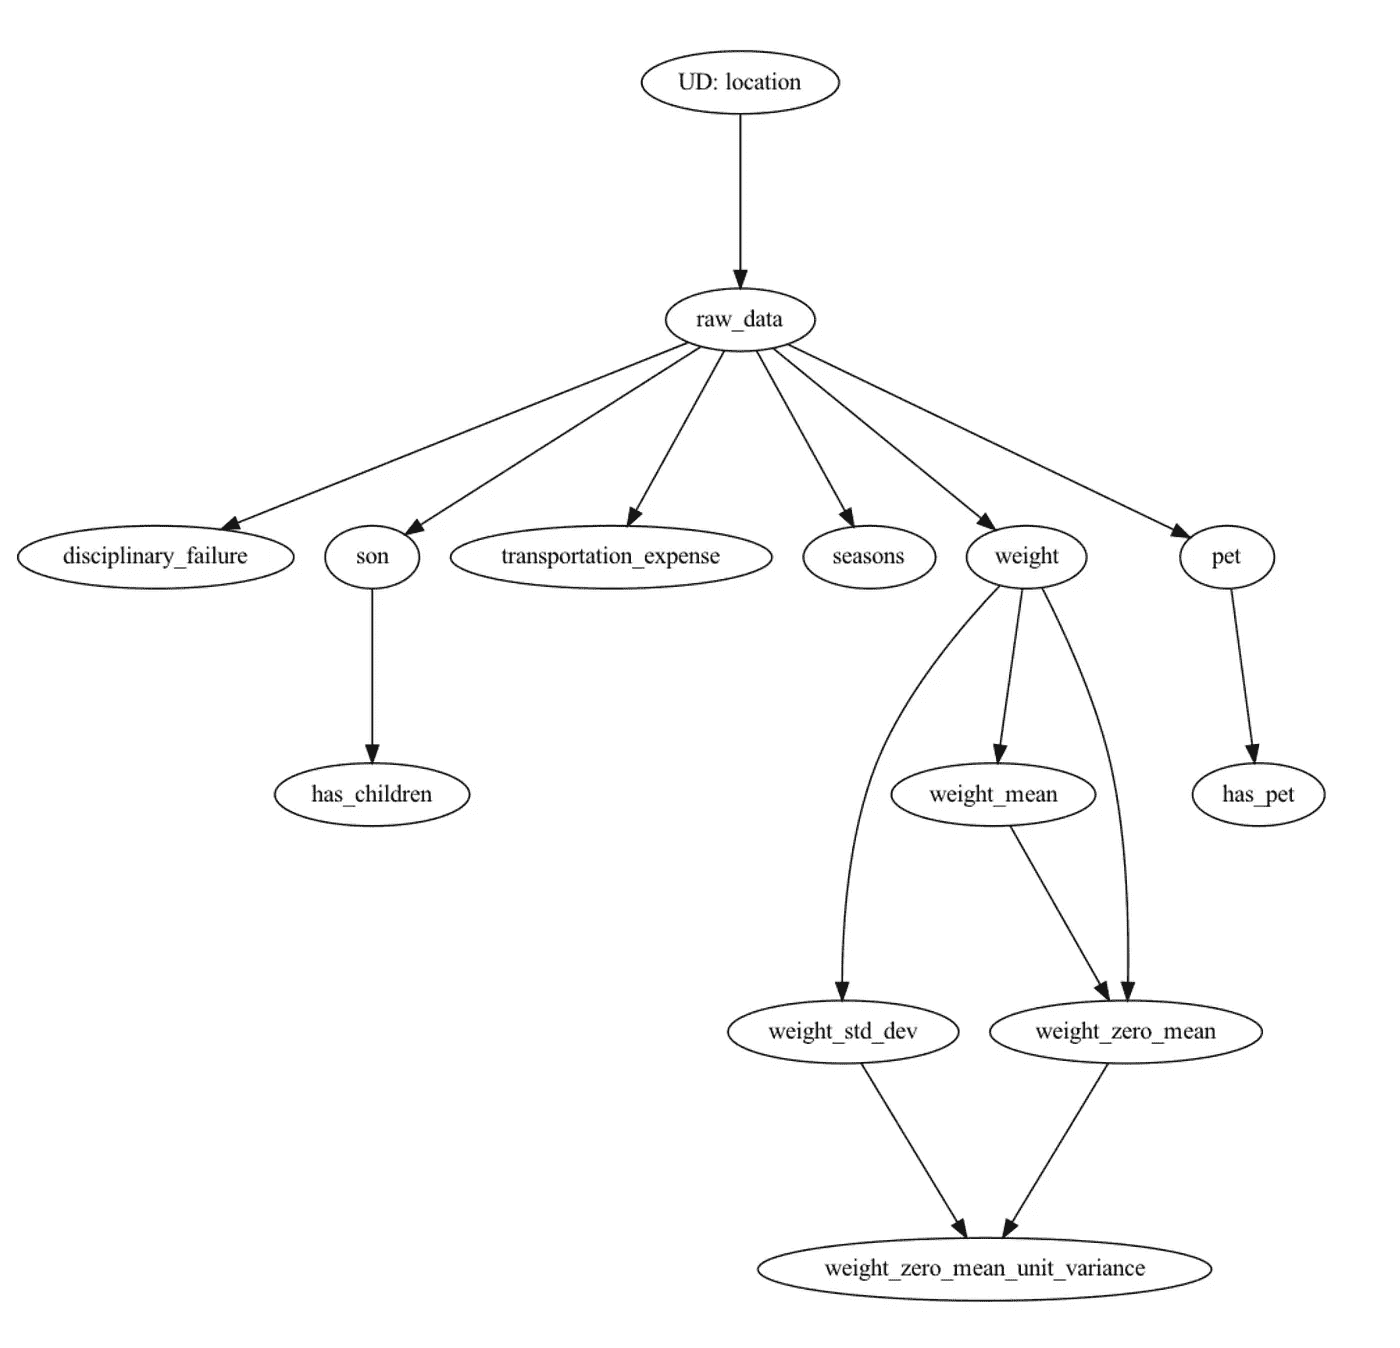 UD: location
raw_data
disciplinary_failure
son
transportation_expense
seasons
weight
pet
has_children
weight_mean
has_pet
weight_std_dev
weight_zero_mean
weight_zero_mean_unit_variance